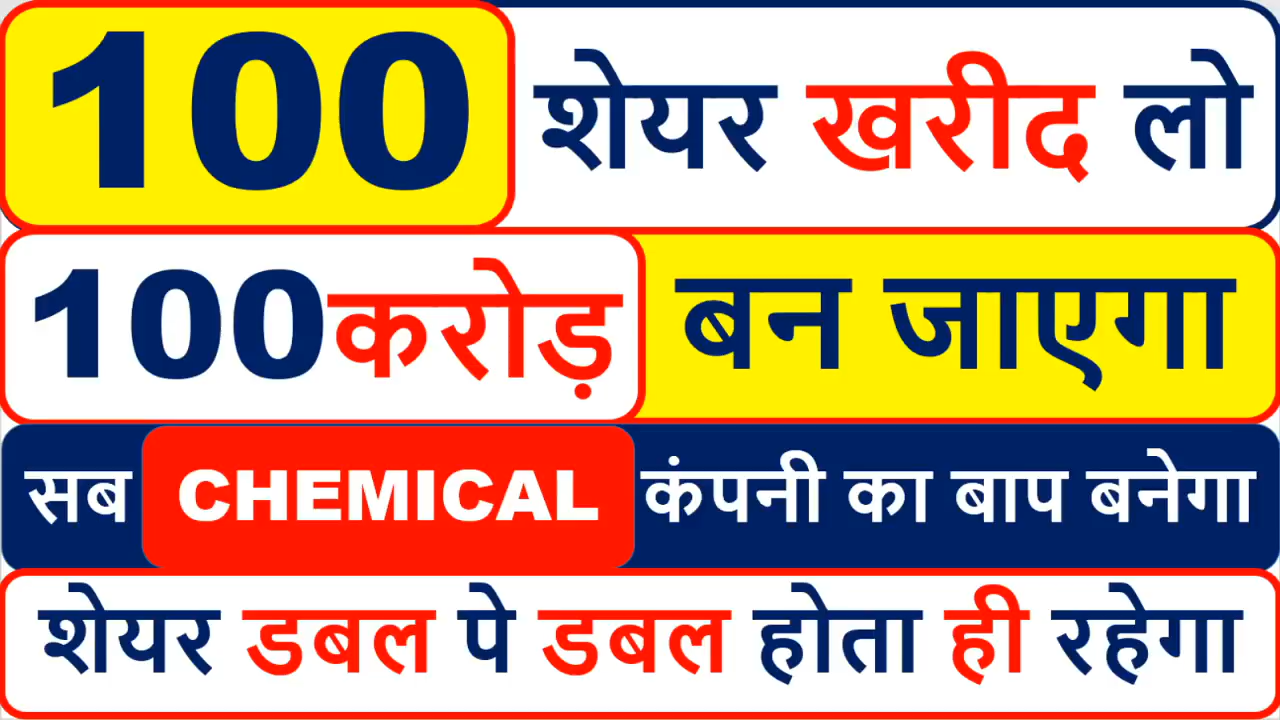 100 शेयर खरीद लो
100करोड़ बन जाएगा
सब CHEMICAL कंपनी का बाप बनेगा
शेयर डबल पे डबल होता ही रहेगा